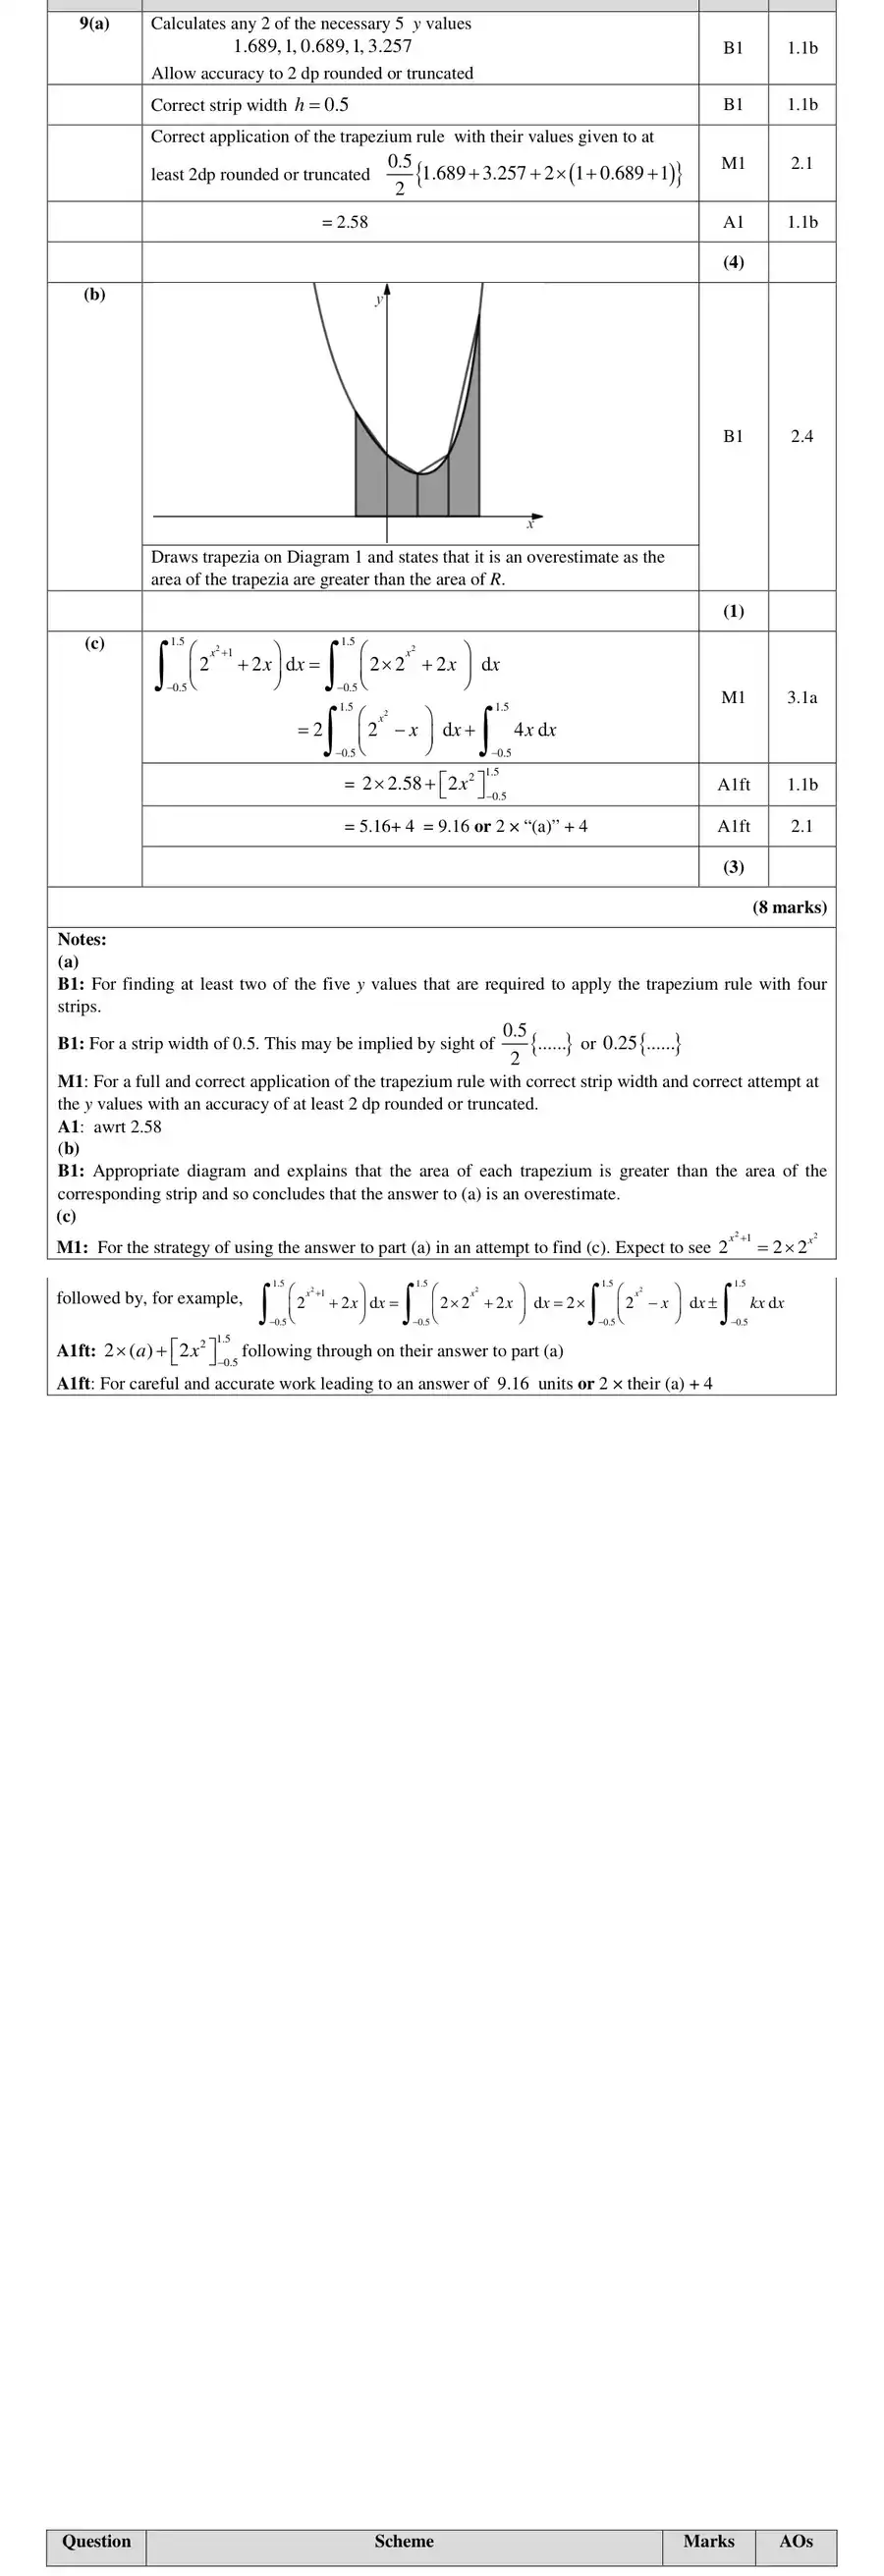 9(a) Calculates any 2 of the necessary 5 y values
1.689, 1, 0.689, 1, 3.257 B1 1.1b
Allow accuracy to 2 dp rounded or truncated
Correct strip width h = 0.5 B1 1.1b
Correct application of the trapezium rule with their values given to at
least 2dp rounded or truncated 0.5/2 {1.689 + 3.257 + 2 × (1 + 0.689 + 1)} M1 2.1
= 2.58 A1 1.1b
(4)
(b)
y
B1 2.4
x
Draws trapezia on Diagram 1 and states that it is an overestimate as the
area of the trapezia are greater than the area of R.
(1)
(c) ∫_{-0.5}^{1.5} (2^{x²+1} + 2x) dx = ∫_{-0.5}^{1.5} (2 × 2^{x²} + 2x) dx
M1 3.1a
= 2∫_{-0.5}^{1.5} (2^{x²} − x) dx + ∫_{-0.5}^{1.5} 4x dx
= 2 × 2.58 + [2x²]_{-0.5}^{1.5} A1ft 1.1b
= 5.16+ 4 = 9.16 or 2 × “(a)” + 4 A1ft 2.1
(3)
(8 marks)
Notes:
(a)
B1: For finding at least two of the five y values that are required to apply the trapezium rule with four
strips.
B1: For a strip width of 0.5. This may be implied by sight of 0.5/2 {......} or 0.25{......}
M1: For a full and correct application of the trapezium rule with correct strip width and correct attempt at
the y values with an accuracy of at least 2 dp rounded or truncated.
A1: awrt 2.58
(b)
B1: Appropriate diagram and explains that the area of each trapezium is greater than the area of the
corresponding strip and so concludes that the answer to (a) is an overestimate.
(c)
M1: For the strategy of using the answer to part (a) in an attempt to find (c). Expect to see 2^{x²+1} = 2 × 2^{x²}
followed by, for example, ∫_{-0.5}^{1.5} (2^{x²+1} + 2x) dx = ∫_{-0.5}^{1.5} (2 × 2^{x²} + 2x) dx = 2 × ∫_{-0.5}^{1.5} (2^{x²} − x) dx ± ∫_{-0.5}^{1.5} kx dx
A1ft: 2 × (a) + [2x²]_{-0.5}^{1.5} following through on their answer to part (a)
A1ft: For careful and accurate work leading to an answer of 9.16 units or 2 × their (a) + 4
Question Scheme Marks AOs